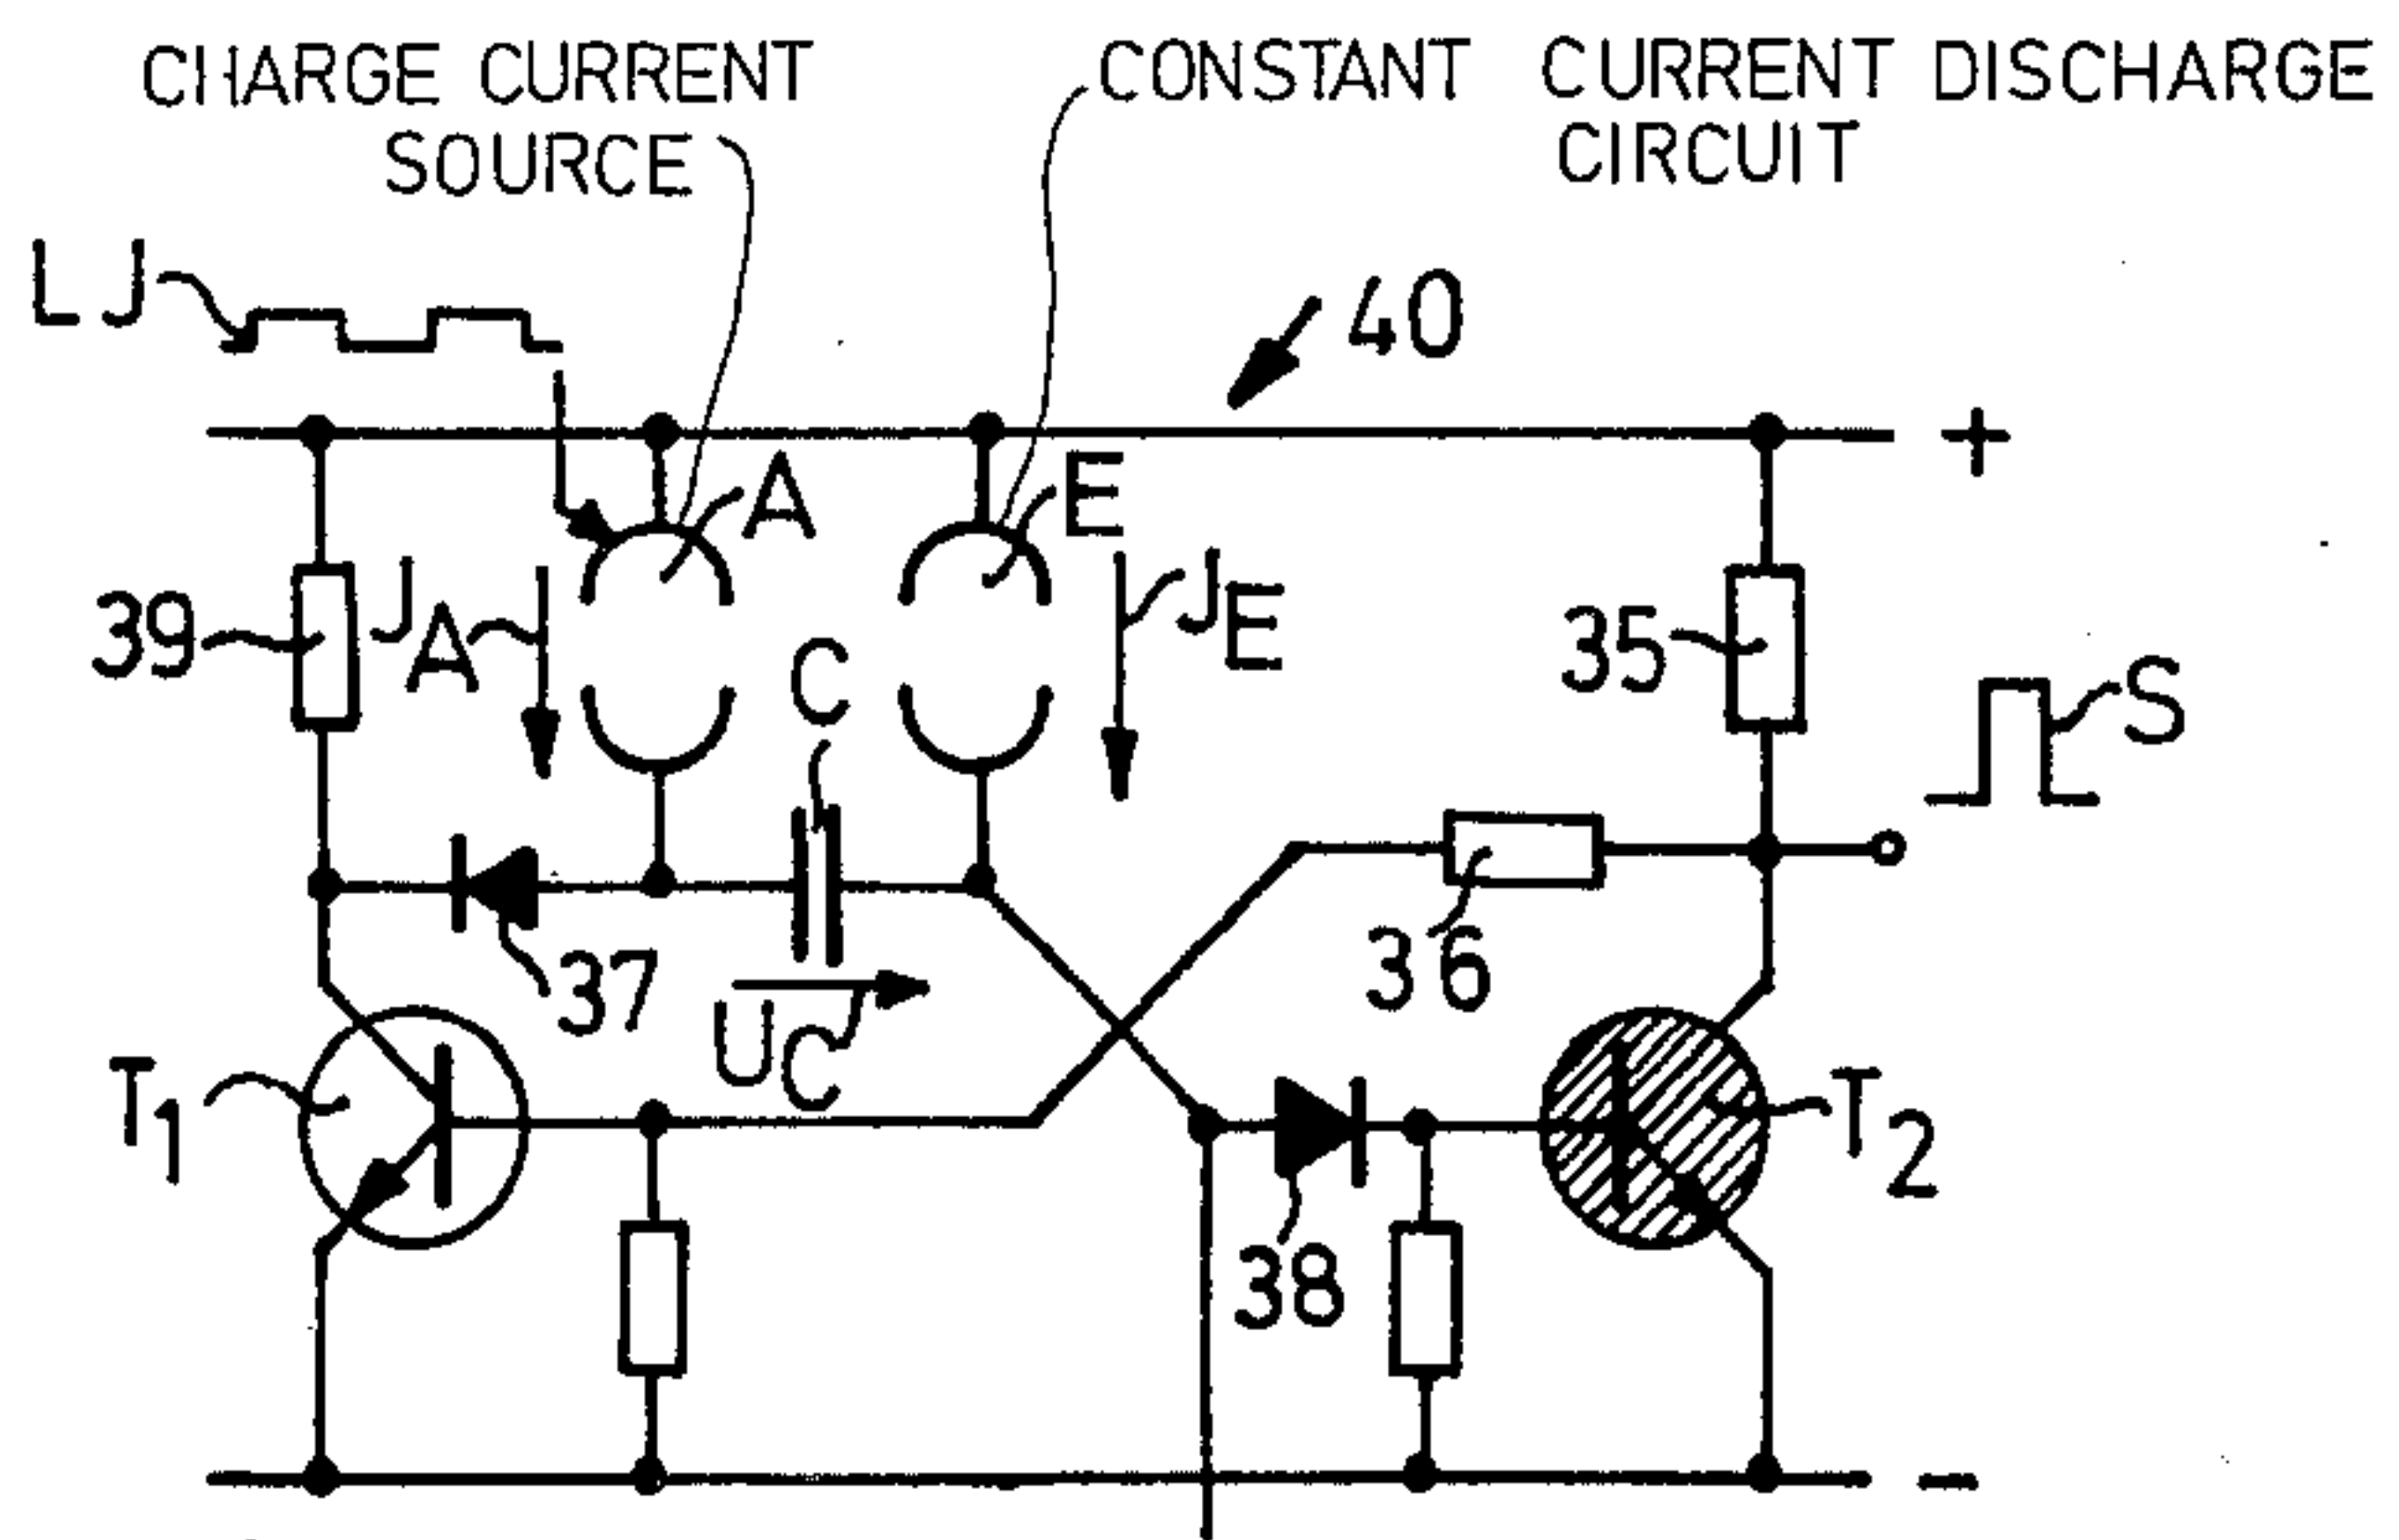 CHARGE CURRENT
SOURCE
CONSTANT CURRENT DISCHARGE
CIRCUIT
LJ
40
+
A
E
39
JA
JE
C
35
S
36
37
UC
T1
T2
38
-